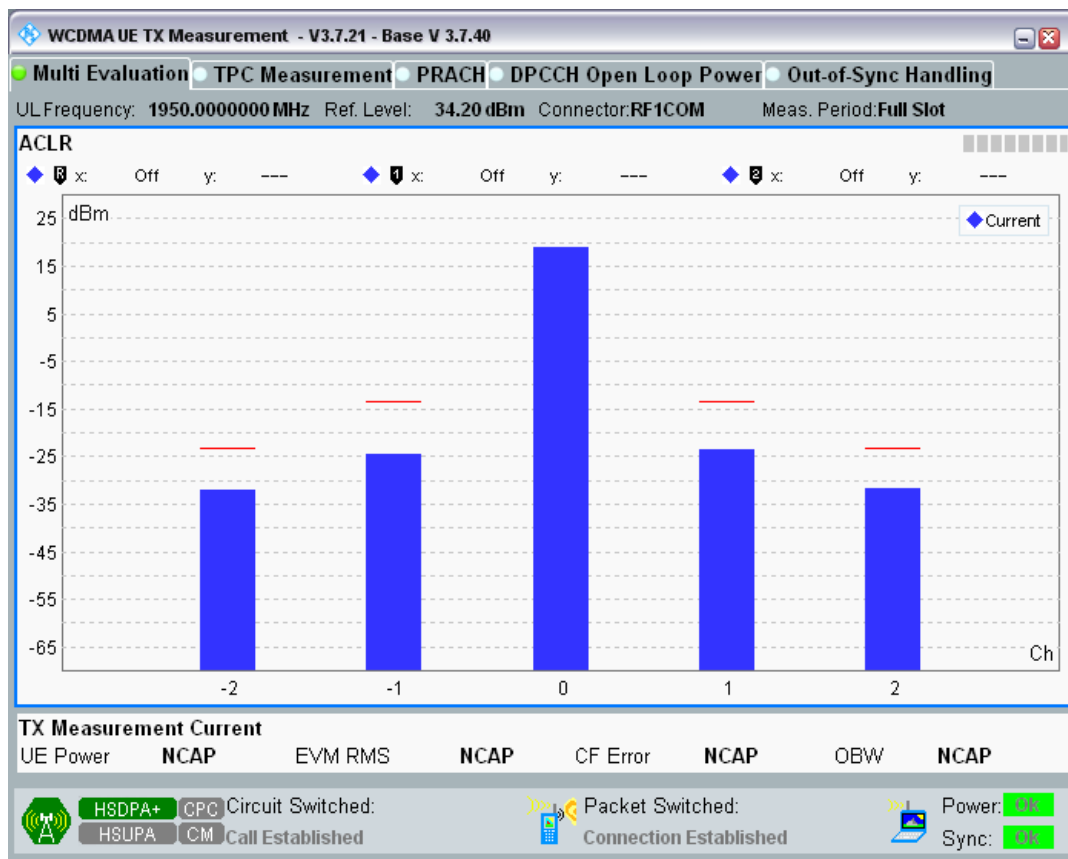 WCDMA UE TX Measurement - V3.7.21 - Base V 3.7.40
Multi Evaluation TPC Measurement PRACH DPCCH Open Loop Power Out-of-Sync Handling
UL Frequency: 1950.0000000 MHz Ref. Level: 34.20 dBm Connector:RF1COM Meas. Period:Full Slot
ACLR
R x: Off y: --- 1 x: Off y: --- 2 x: Off y: ---
dBm
Current
25
15
5
-5
-15
-25
-35
-45
-55
-65
Ch
-2 -1 0 1 2
TX Measurement Current
UE Power NCAP EVM RMS NCAP CF Error NCAP OBW NCAP
HSDPA+ CPC Circuit Switched: Packet Switched: Power: OK
HSUPA CM Call Established Connection Established Sync: OK